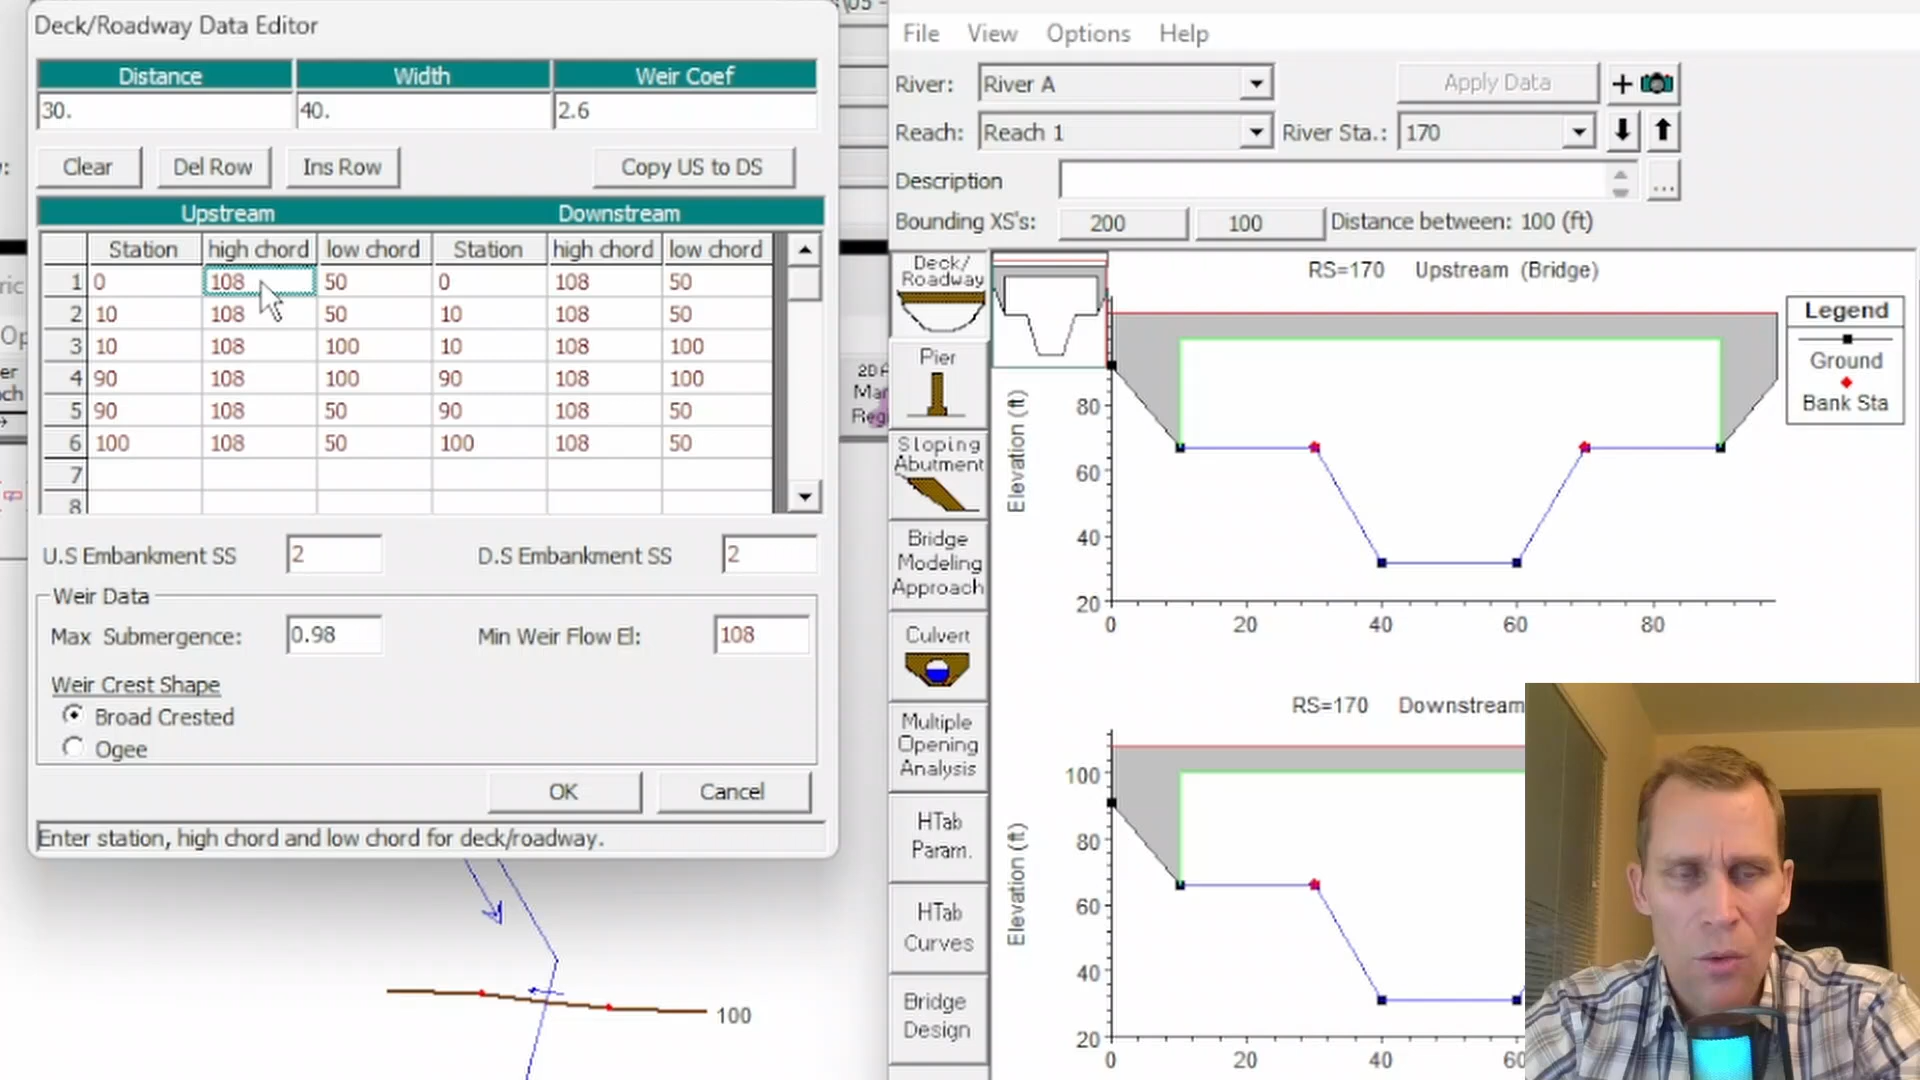 Deck/Roadway Data Editor
Distance Width Weir Coef
30. 40. 2.6
Clear Del Row Ins Row Copy US to DS
Upstream Downstream
Station high chord low chord Station high chord low chord
1 0 108 50 0 108 50
2 10 108 50 10 108 50
3 10 108 100 10 108 100
4 90 108 100 90 108 100
5 90 108 50 90 108 50
6 100 108 50 100 108 50
7
8
U.S Embankment SS 2 D.S Embankment SS 2
Weir Data
Max Submergence: 0.98 Min Weir Flow El: 108
Weir Crest Shape
Broad Crested
Ogee
OK Cancel
Enter station, high chord and low chord for deck/roadway.
100
File View Options Help
River: River A Apply Data +
Reach: Reach 1 River Sta.: 170
Description ...
Bounding XS's: 200 100 Distance between: 100 (ft)
Deck/
Roadway
Pier
Sloping
Abutment
Bridge
Modeling
Approach
Culvert
Multiple
Opening
Analysis
HTab
Param.
HTab
Curves
Bridge
Design
RS=170 Upstream (Bridge)
Elevation (ft)
80
60
40
20
0 20 40 60 80
Legend
Ground
Bank Sta
RS=170 Downstream
Elevation (ft)
100
80
60
40
20
0 20 40